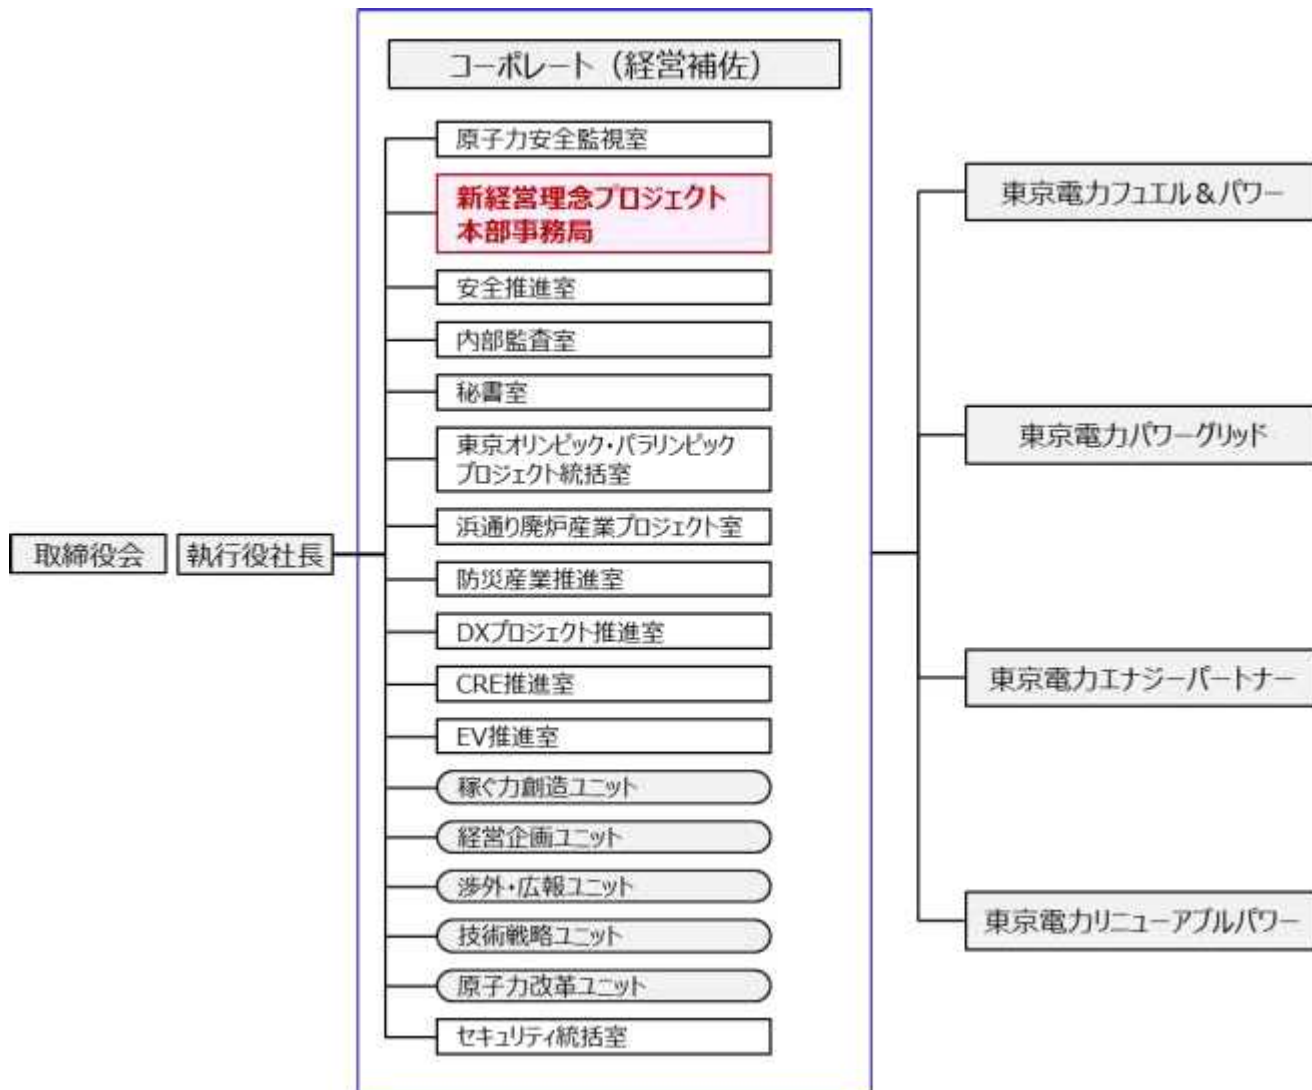 コーポレート（経営補佐）
原子力安全監視室
新経営理念プロジェクト
本部事務局
安全推進室
内部監査室
秘書室
東京オリンピック・パラリンピック
プロジェクト統括室
浜通り廃炉産業プロジェクト室
防災産業推進室
DXプロジェクト推進室
CRE推進室
EV推進室
稼ぐ力創造ユニット
経営企画ユニット
渉外・広報ユニット
技術戦略ユニット
原子力改革ユニット
セキュリティ統括室
取締役会
執行役社長
東京電力フュエル＆パワー
東京電力パワーグリッド
東京電力エナジーパートナー
東京電力リニューアブルパワー